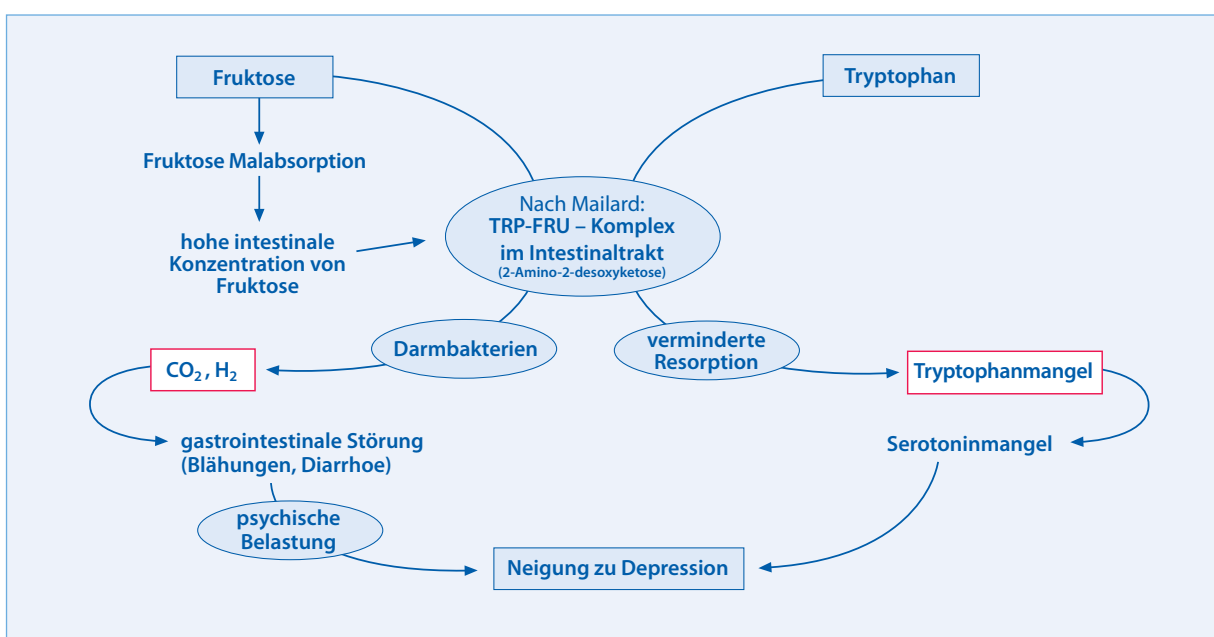 Fruktose
Tryptophan
Fruktose Malabsorption
Nach Mailard:
TRP-FRU – Komplex
im Intestinaltrakt
(2-Amino-2-desoxyketose)
hohe intestinale
Konzentration von
Fruktose
Darmbakterien
verminderte
Resorption
CO₂, H₂
Tryptophanmangel
gastrointestinale Störung
(Blähungen, Diarrhoe)
Serotoninmangel
psychische
Belastung
Neigung zu Depression